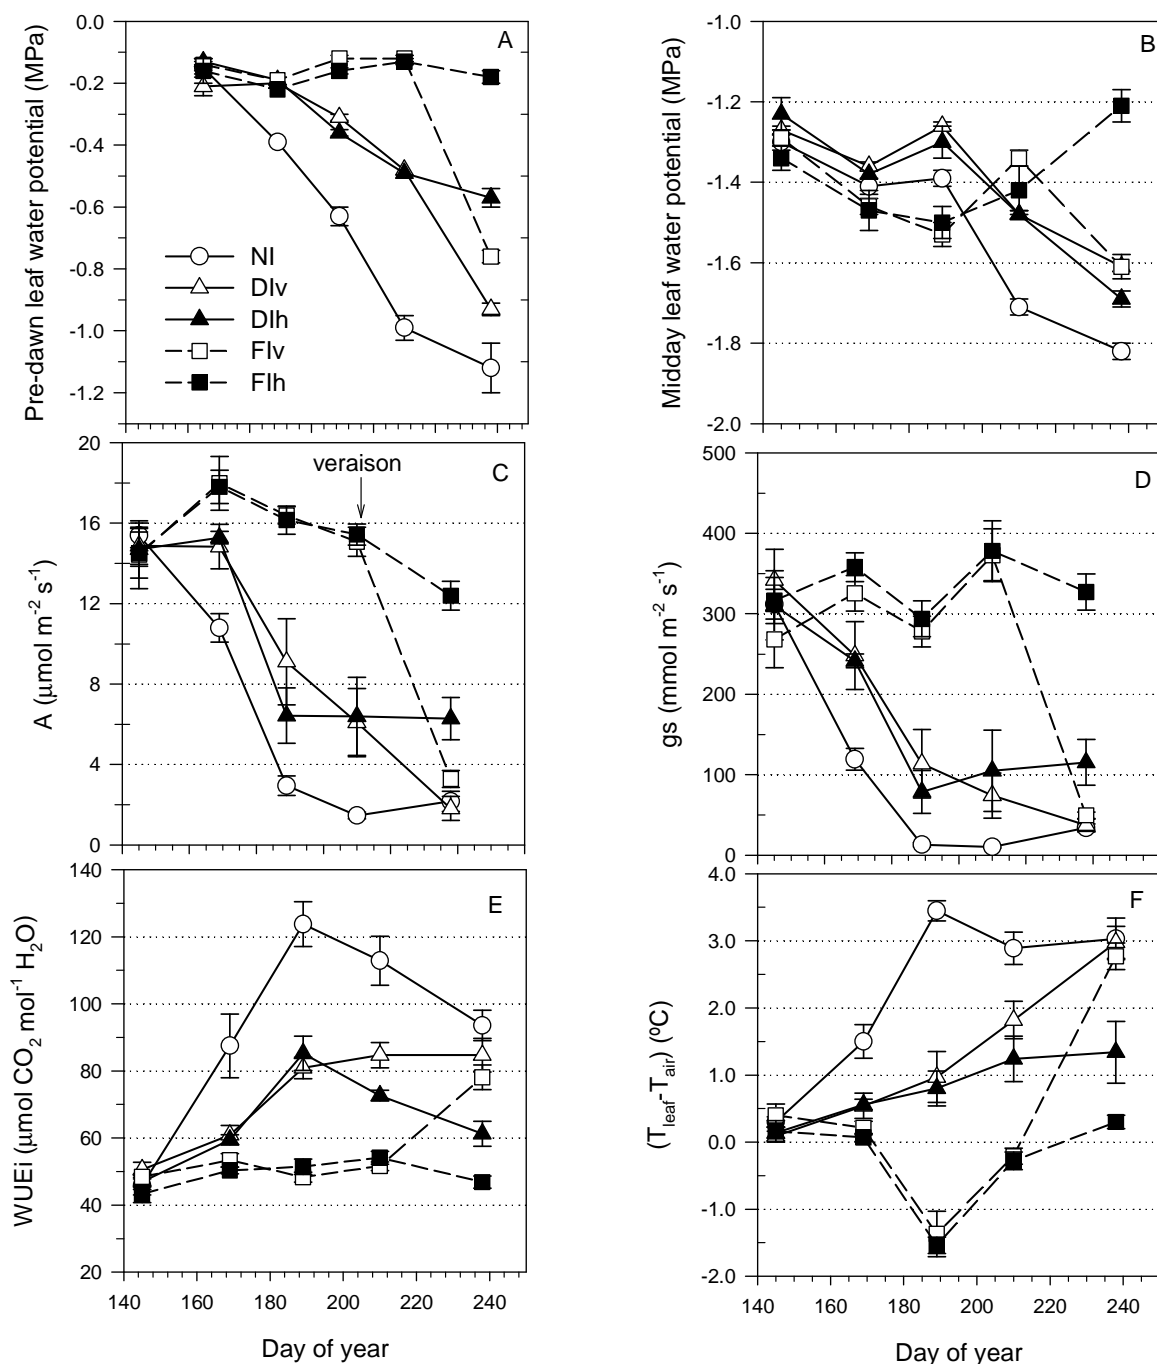 A
Pre-dawn leaf water potential (MPa)
0.0
-0.2
-0.4
-0.6
-0.8
-1.0
-1.2
NI
DIv
DIh
FIv
FIh
B
Midday leaf water potential (MPa)
-1.0
-1.2
-1.4
-1.6
-1.8
-2.0
C
veraison
A (μmol m-2 s-1)
20
16
12
8
4
0
D
gs (mmol m-2 s-1)
500
400
300
200
100
0
E
WUEi (μmol CO2 mol-1 H2O)
140
120
100
80
60
40
20
140 160 180 200 220 240
Day of year
F
(Tleaf-Tair) (ºC)
4.0
3.0
2.0
1.0
0.0
-1.0
-2.0
140 160 180 200 220 240
Day of year